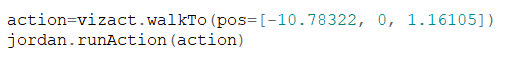 action=vizact.walkTo(pos=[-10.78322, 0, 1.16105])
jordan.runAction(action)